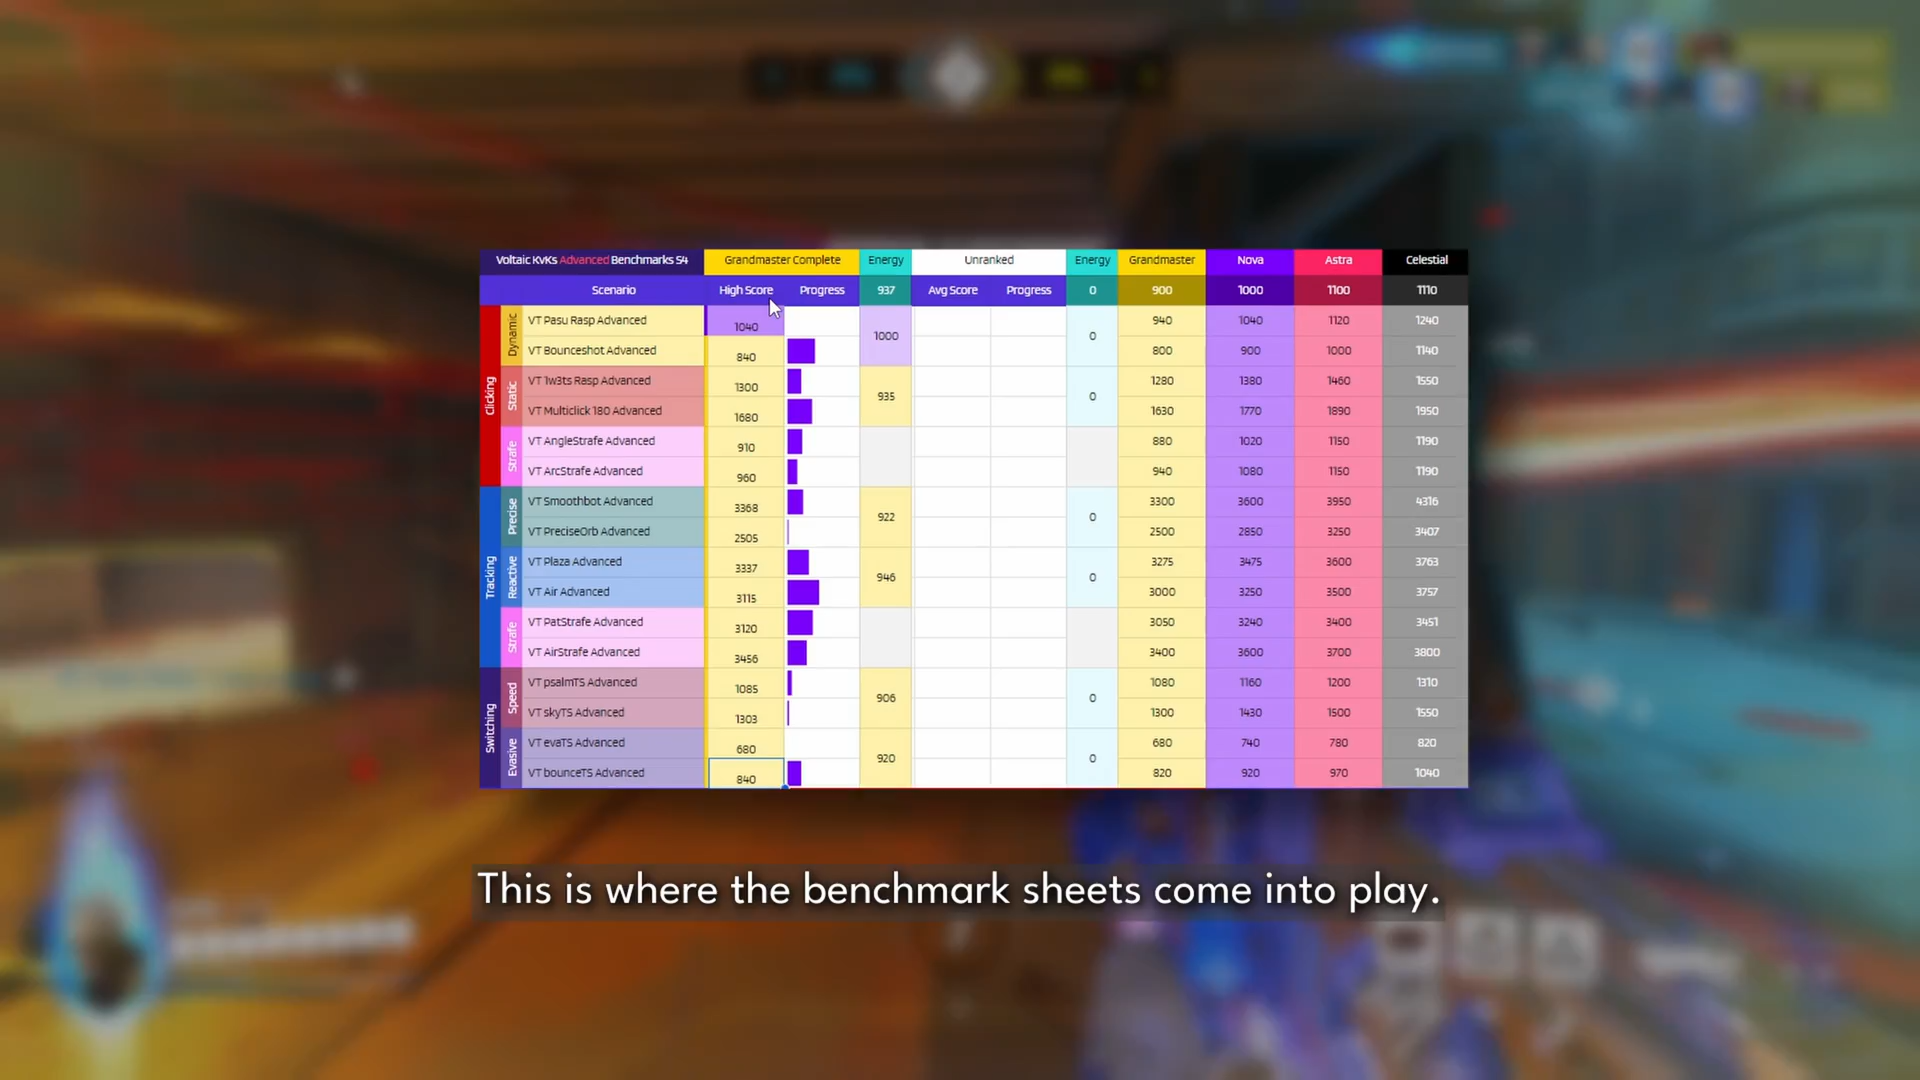 Voltaic KvKs Advanced Benchmarks S4 Grandmaster Complete Energy Unranked Energy Grandmaster Nova Astra Celestial
Scenario High Score Progress 937 Avg Score Progress 0 900 1000 1100 1110
Clicking
Dynamic
VT Pasu Rasp Advanced 1040 1000 0 940 1040 1120 1240
VT Bounceshot Advanced 840 800 900 1000 1140
Static
VT 1w3ts Rasp Advanced 1300 935 0 1280 1380 1460 1550
VT Multiclick 180 Advanced 1680 1630 1770 1890 1950
Strafe
VT AngleStrafe Advanced 910 880 1020 1150 1190
VT ArcStrafe Advanced 960 940 1080 1150 1190
Tracking
Precise
VT Smoothbot Advanced 3368 922 0 3300 3600 3950 4316
VT PreciseOrb Advanced 2505 2500 2850 3250 3407
Reactive
VT Plaza Advanced 3337 946 0 3275 3475 3600 3763
VT Air Advanced 3115 3000 3250 3500 3757
Strafe
VT PatStrafe Advanced 3120 3050 3240 3400 3451
VT AirStrafe Advanced 3456 3400 3600 3700 3800
Switching
Speed
VT psalmTS Advanced 1085 906 0 1080 1160 1200 1310
VT skyTS Advanced 1303 1300 1430 1500 1550
Evasive
VT evaTS Advanced 680 920 0 680 740 780 820
VT bounceTS Advanced 840 820 920 970 1040
This is where the benchmark sheets come into play.